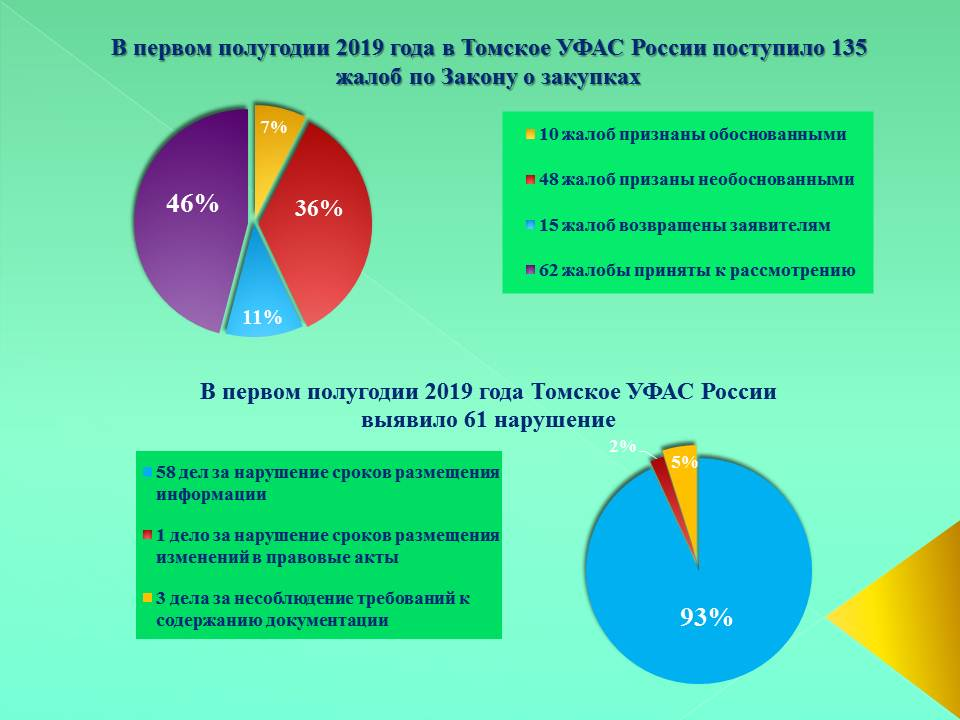 В первом полугодии 2019 года в Томское УФАС России поступило 135
жалоб по Закону о закупках
7%
46%
36%
11%
10 жалоб признаны обоснованными
48 жалоб призаны необоснованными
15 жалоб возвращены заявителям
62 жалобы приняты к рассмотрению
В первом полугодии 2019 года Томское УФАС России
выявило 61 нарушение
58 дел за нарушение сроков размещения
информации
1 дело за нарушение сроков размещения
изменений в правовые акты
3 дела за несоблюдение требований к
содержанию документации
2%
5%
93%